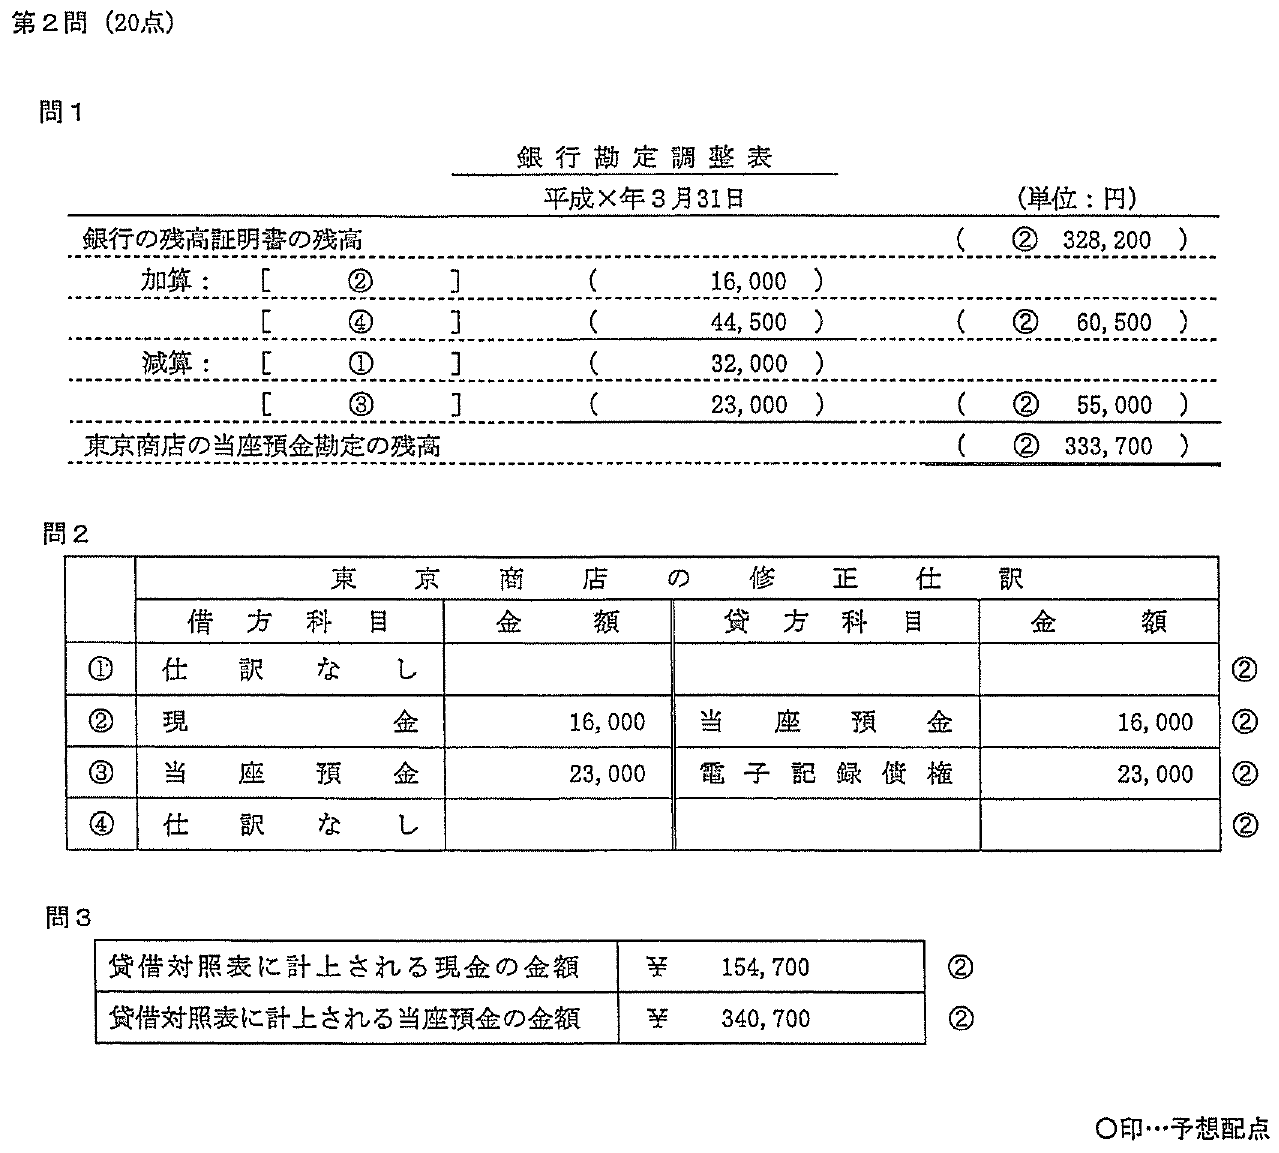 第2問（20点）
問1
銀行勘定調整表
平成×年3月31日 （単位：円）
銀行の残高証明書の残高 （ ② 328,200 ）
加算： ［ ② ］ （ 16,000 ）
［ ④ ］ （ 44,500 ） （ ② 60,500 ）
減算： ［ ① ］ （ 32,000 ）
［ ③ ］ （ 23,000 ） （ ② 55,000 ）
東京商店の当座預金勘定の残高 （ ② 333,700 ）
問2
東京商店の修正仕訳
借方科目 金額 貸方科目 金額
① 仕訳なし ②
② 現金 16,000 当座預金 16,000 ②
③ 当座預金 23,000 電子記録債権 23,000 ②
④ 仕訳なし ②
問3
貸借対照表に計上される現金の金額 ¥ 154,700 ②
貸借対照表に計上される当座預金の金額 ¥ 340,700 ②
○印…予想配点